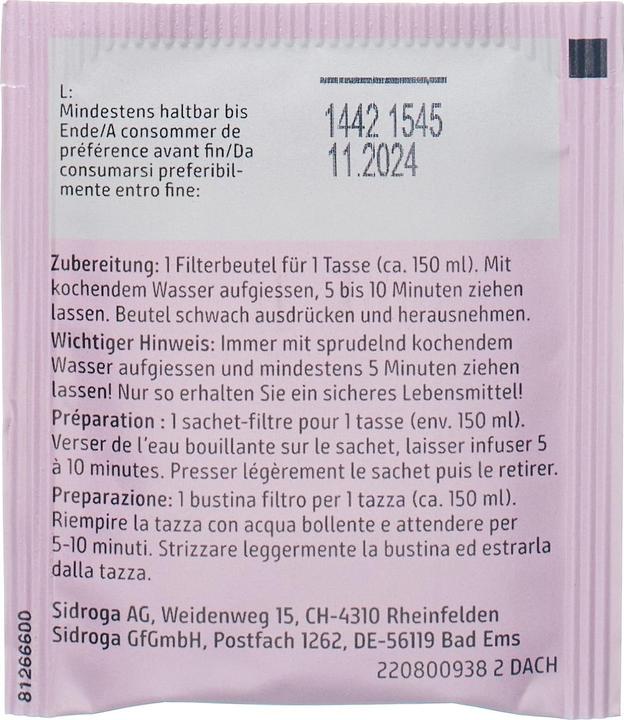 L:
Mindestens haltbar bis
Ende/A consommer de
préférence avant fin/Da
consumarsi preferibil-
mente entro fine:
1442 1545
11.2024
Zubereitung: 1 Filterbeutel für 1 Tasse (ca. 150 ml). Mit
kochendem Wasser aufgiessen, 5 bis 10 Minuten ziehen
lassen. Beutel schwach ausdrücken und herausnehmen.
Wichtiger Hinweis: Immer mit sprudelnd kochendem
Wasser aufgiessen und mindestens 5 Minuten ziehen
lassen! Nur so erhalten Sie ein sicheres Lebensmittel!
Préparation : 1 sachet-filtre pour 1 tasse (env. 150 ml).
Verser de l'eau bouillante sur le sachet, laisser infuser 5
à 10 minutes. Presser légèrement le sachet puis le retirer.
Preparazione: 1 bustina filtro per 1 tazza (ca. 150 ml).
Riempire la tazza con acqua bollente e attendere per
5-10 minuti. Strizzare leggermente la bustina ed estrarla
dalla tazza.
Sidroga AG, Weidenweg 15, CH-4310 Rheinfelden
Sidroga GfGmbH, Postfach 1262, DE-56119 Bad Ems
220800938 2 DACH
81266600